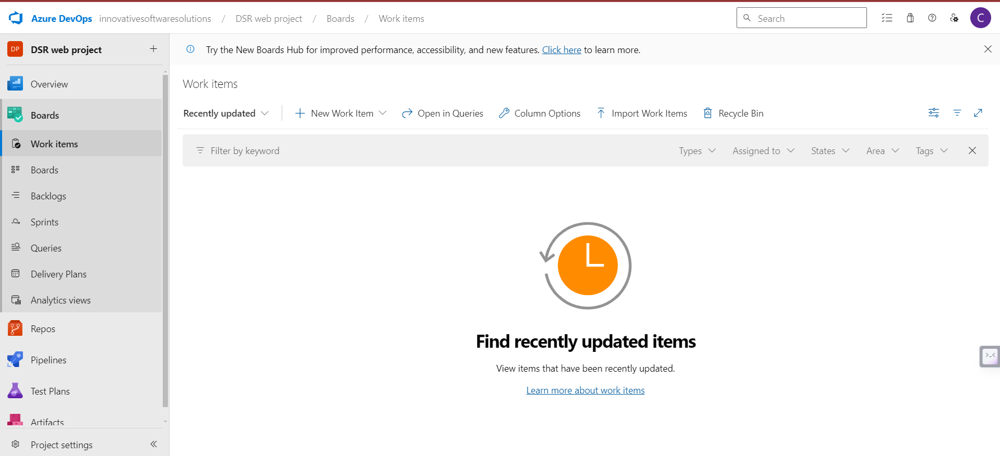 Azure DevOps innovativesoftwaresolutions / DSR web project / Boards / Work items
Search
C
DP DSR web project
Try the New Boards Hub for improved performance, accessibility, and new features. Click here to learn more.
Overview
Boards
Work items
Boards
Backlogs
Sprints
Queries
Delivery Plans
Analytics views
Repos
Pipelines
Test Plans
Artifacts
Project settings
Work items
Recently updated
New Work Item
Open in Queries
Column Options
Import Work Items
Recycle Bin
Filter by keyword
Types
Assigned to
States
Area
Tags
Find recently updated items
View items that have been recently updated.
Learn more about work items